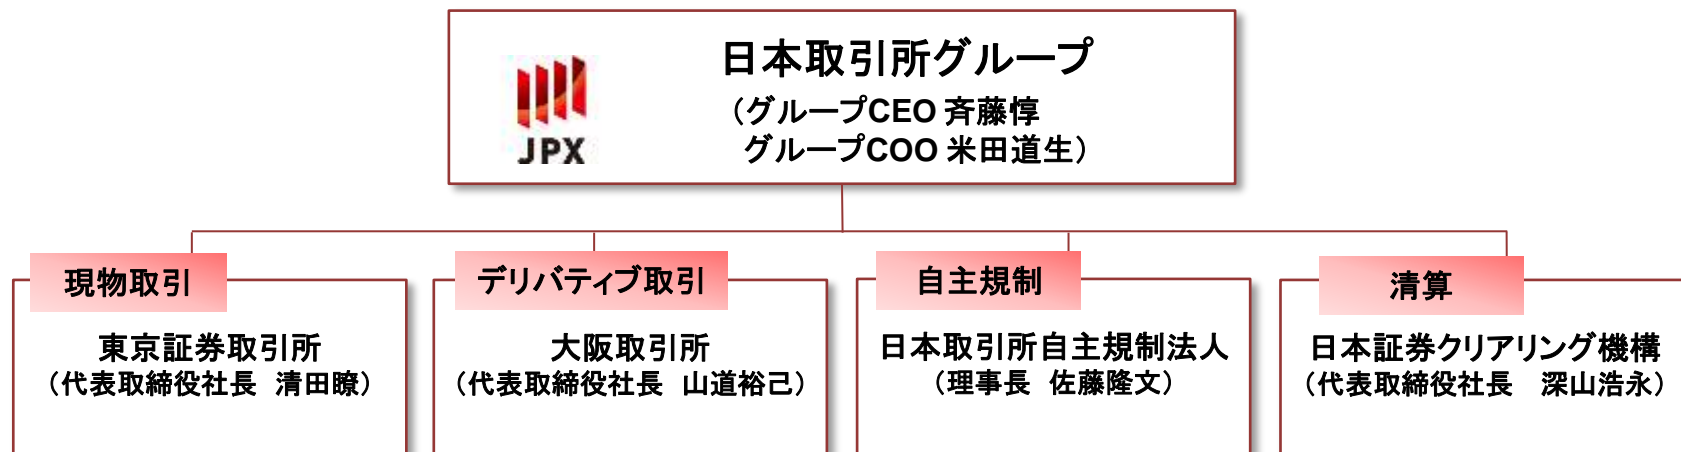 日本取引所グループ
（グループCEO 斉藤惇
グループCOO 米田道生）
JPX
現物取引
デリバティブ取引
自主規制
清算
東京証券取引所
（代表取締役社長　清田瞭）
大阪取引所
（代表取締役社長　山道裕己）
日本取引所自主規制法人
（理事長　佐藤隆文）
日本証券クリアリング機構
（代表取締役社長　深山浩永）